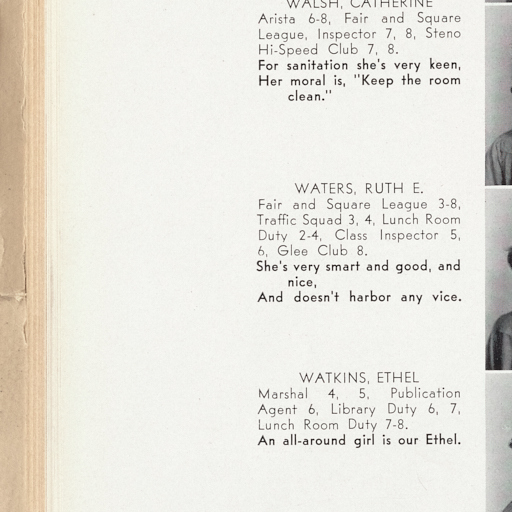 WALSH, CATHERINE
Arista 6-8, Fair and Square
League, Inspector 7, 8, Steno
Hi-Speed Club 7, 8.
For sanitation she's very keen,
Her moral is, "Keep the room
clean."
WATERS, RUTH E.
Fair and Square League 3-8,
Traffic Squad 3, 4, Lunch Room
Duty 2-4, Class Inspector 5,
6, Glee Club 8.
She's very smart and good, and
nice,
And doesn't harbor any vice.
WATKINS, ETHEL
Marshal 4, 5, Publication
Agent 6, Library Duty 6, 7,
Lunch Room Duty 7-8.
An all-around girl is our Ethel.